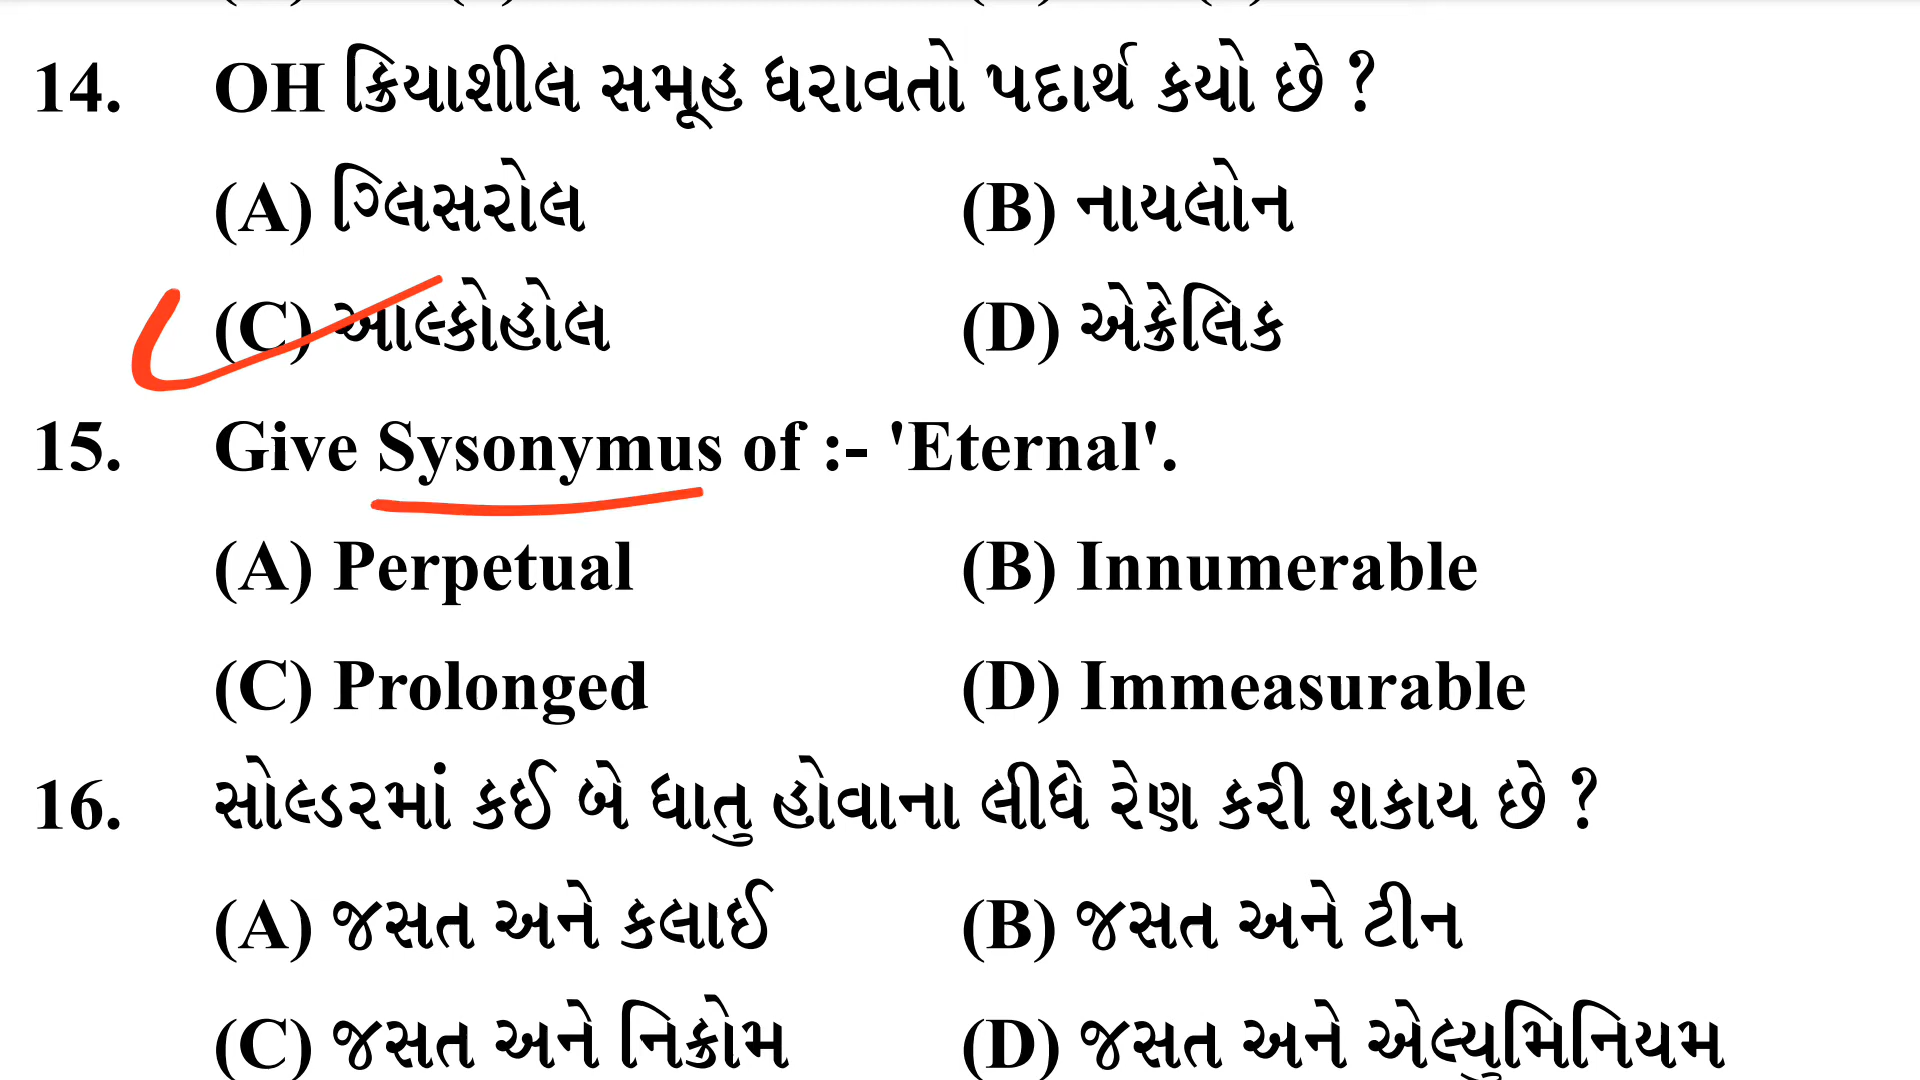 14. OH ક્રિયાશીલ સમૂહ ધરાવતો પદાર્થ કયો છે ?
(A) ગ્લિસરોલ (B) નાયલોન
(C) આલ્કોહોલ (D) એક્રેલિક
15. Give Sysonymus of :- 'Eternal'.
(A) Perpetual (B) Innumerable
(C) Prolonged (D) Immeasurable
16. સોલ્ડરમાં કઈ બે ધાતુ હોવાના લીધે રેણ કરી શકાય છે ?
(A) જસત અને કલાઈ (B) જસત અને ટીન
(C) જસત અને નિક્રોમ (D) જસત અને એલ્યુમિનિયમ